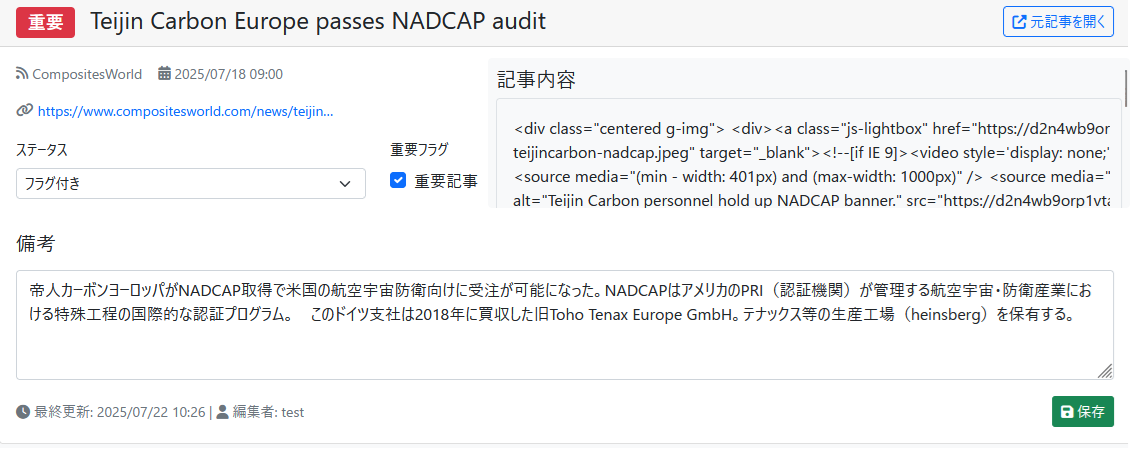 重要 Teijin Carbon Europe passes NADCAP audit 元記事を開く
CompositesWorld 2025/07/18 09:00
https://www.compositesworld.com/news/teijin...
ステータス
フラグ付き
重要フラグ
重要記事
記事内容
<div class="centered g-img"> <div><a class="js-lightbox" href="https://d2n4wb9or
teijincarbon-nadcap.jpeg" target="_blank"><!--[if IE 9]><video style='display: none;'
<source media="(min - width: 401px) and (max-width: 1000px)" /> <source media="
alt="Teijin Carbon personnel hold up NADCAP banner." src="https://d2n4wb9orp1vta
備考
帝人カーボンヨーロッパがNADCAP取得で米国の航空宇宙防衛向けに受注が可能になった。NADCAPはアメリカのPRI（認証機関）が管理する航空宇宙・防衛産業にお
ける特殊工程の国際的な認証プログラム。　このドイツ支社は2018年に買収した旧Toho Tenax Europe GmbH。テナックス等の生産工場（heinsberg）を保有する。
最終更新: 2025/07/22 10:26 | 編集者: test
保存